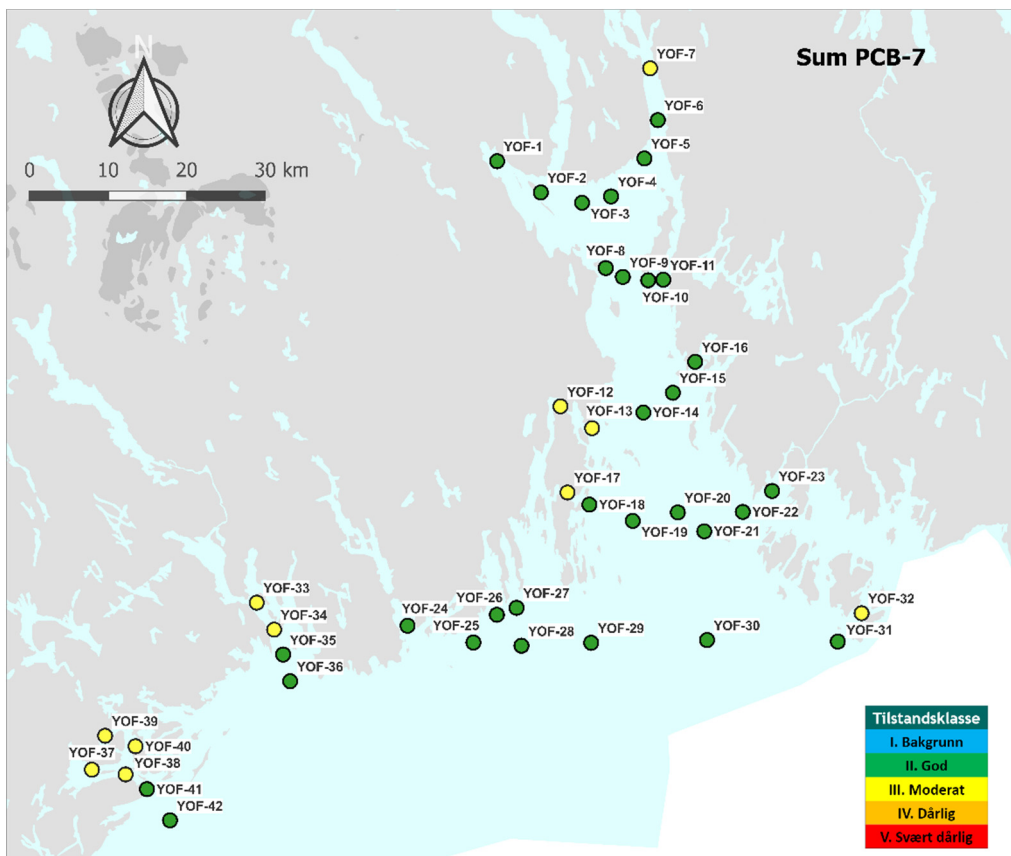 N
Sum PCB-7
0 10 20 30 km
YOF-7
YOF-6
YOF-1
YOF-5
YOF-2
YOF-4
YOF-3
YOF-8
YOF-9
YOF-11
YOF-10
YOF-16
YOF-15
YOF-12
YOF-13
YOF-14
YOF-17
YOF-23
YOF-18
YOF-20
YOF-22
YOF-19
YOF-21
YOF-33
YOF-27
YOF-26
YOF-24
YOF-32
YOF-34
YOF-25
YOF-35
YOF-28
YOF-29
YOF-30
YOF-31
YOF-36
YOF-39
YOF-40
YOF-37
YOF-38
YOF-41
YOF-42
Tilstandsklasse
I. Bakgrunn
II. God
III. Moderat
IV. Dårlig
V. Svært dårlig